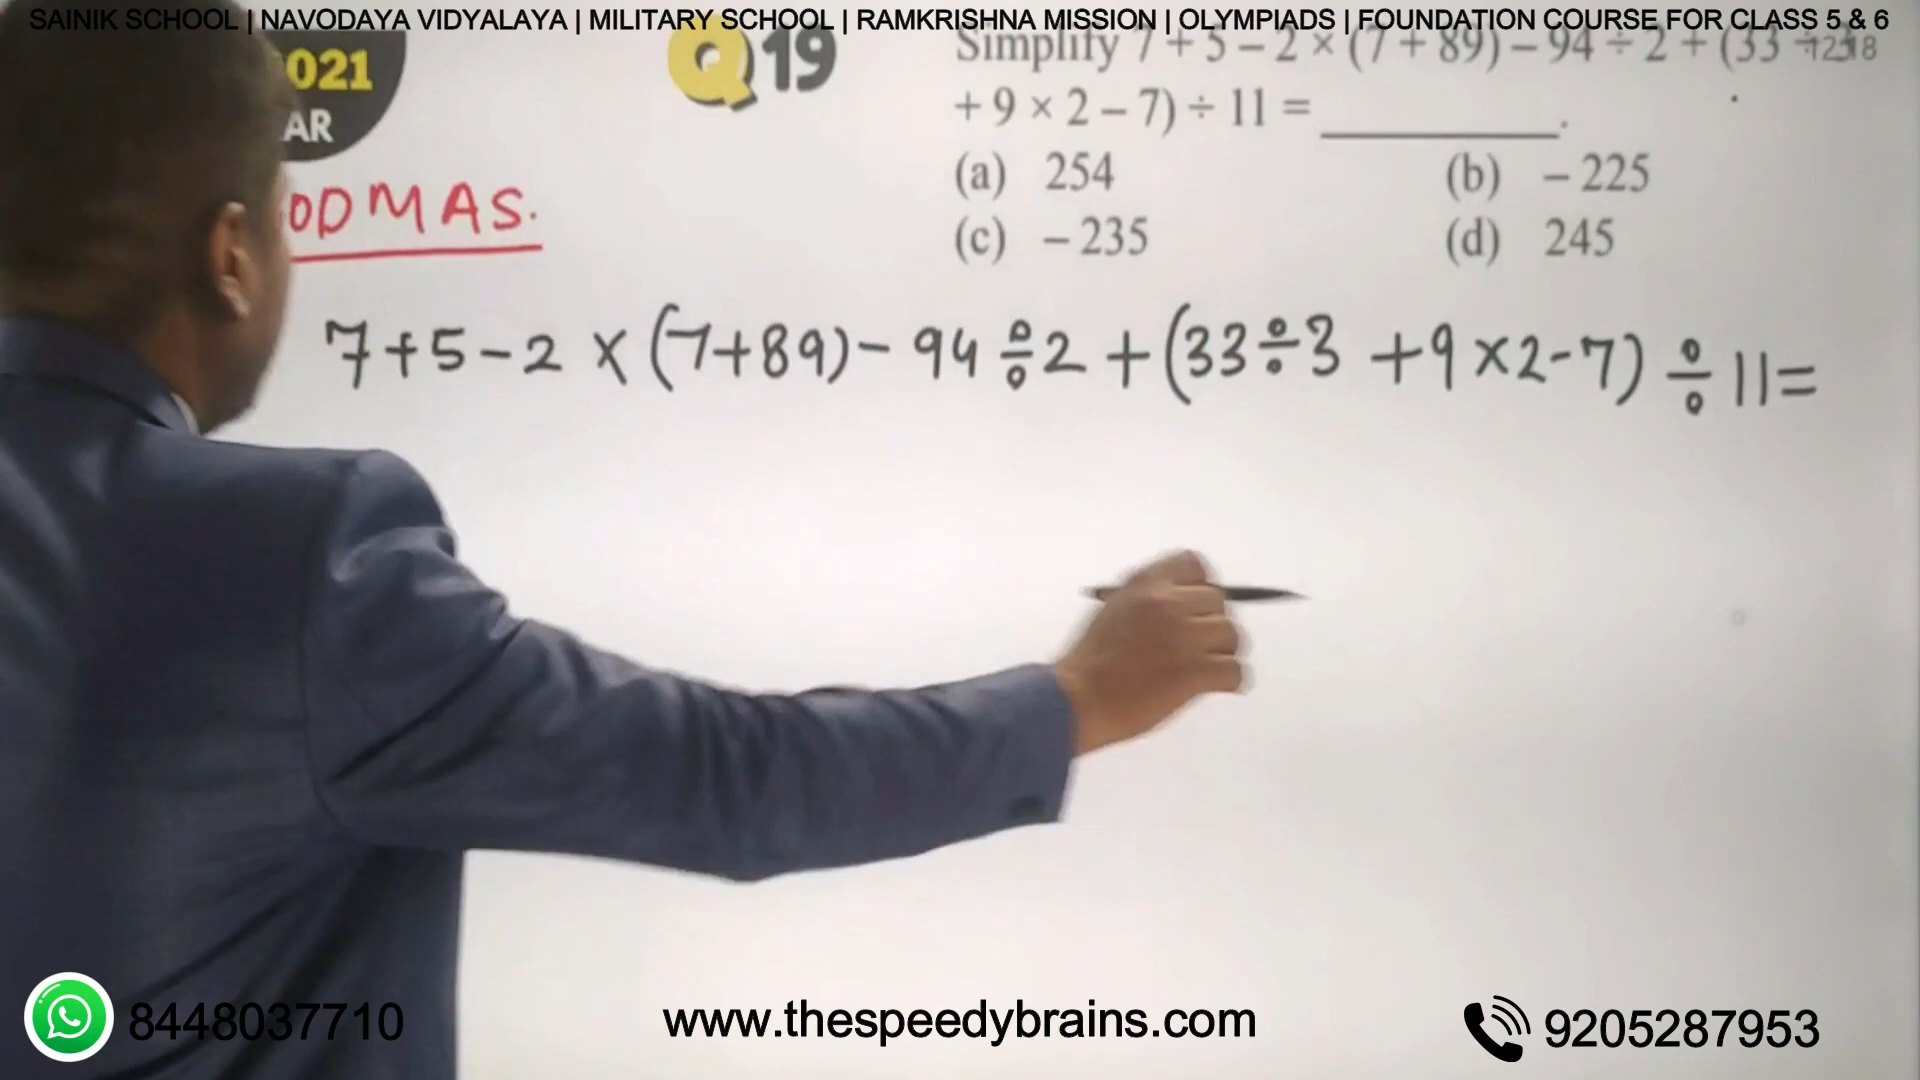 SAINIK SCHOOL | NAVODAYA VIDYALAYA | MILITARY SCHOOL | RAMKRISHNA MISSION | OLYMPIADS | FOUNDATION COURSE FOR CLASS 5 & 6
021
AR
Q19
Simplify 7 + 5 – 2 × (7 + 89) – 94 ÷ 2 + (33 ÷
+ 9 × 2 – 7) ÷ 11 = ________.
(a) 254 (b) – 225
(c) – 235 (d) 245
ODMAS.
7+5-2 × (7+89)- 94÷2 + (33÷3 +9×2-7) ÷ 11=
8448037710
www.thespeedybrains.com
9205287953